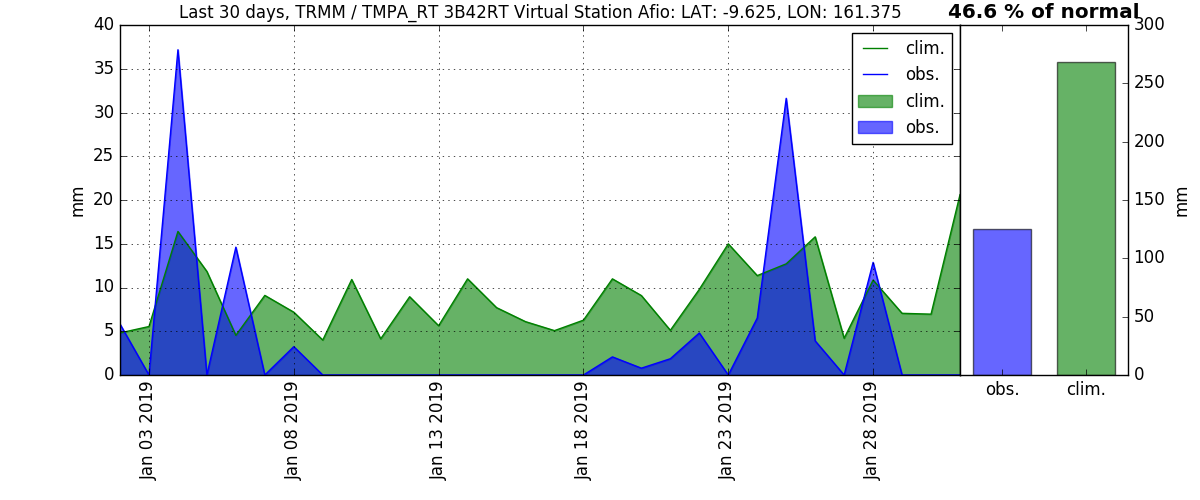 Last 30 days, TRMM / TMPA_RT 3B42RT Virtual Station Afio: LAT: -9.625, LON: 161.375
46.6 % of normal
40
35
30
25
20
15
10
5
0
mm
clim.
obs.
clim.
obs.
Jan 03 2019
Jan 08 2019
Jan 13 2019
Jan 18 2019
Jan 23 2019
Jan 28 2019
300
250
200
150
100
50
0
mm
obs.
clim.